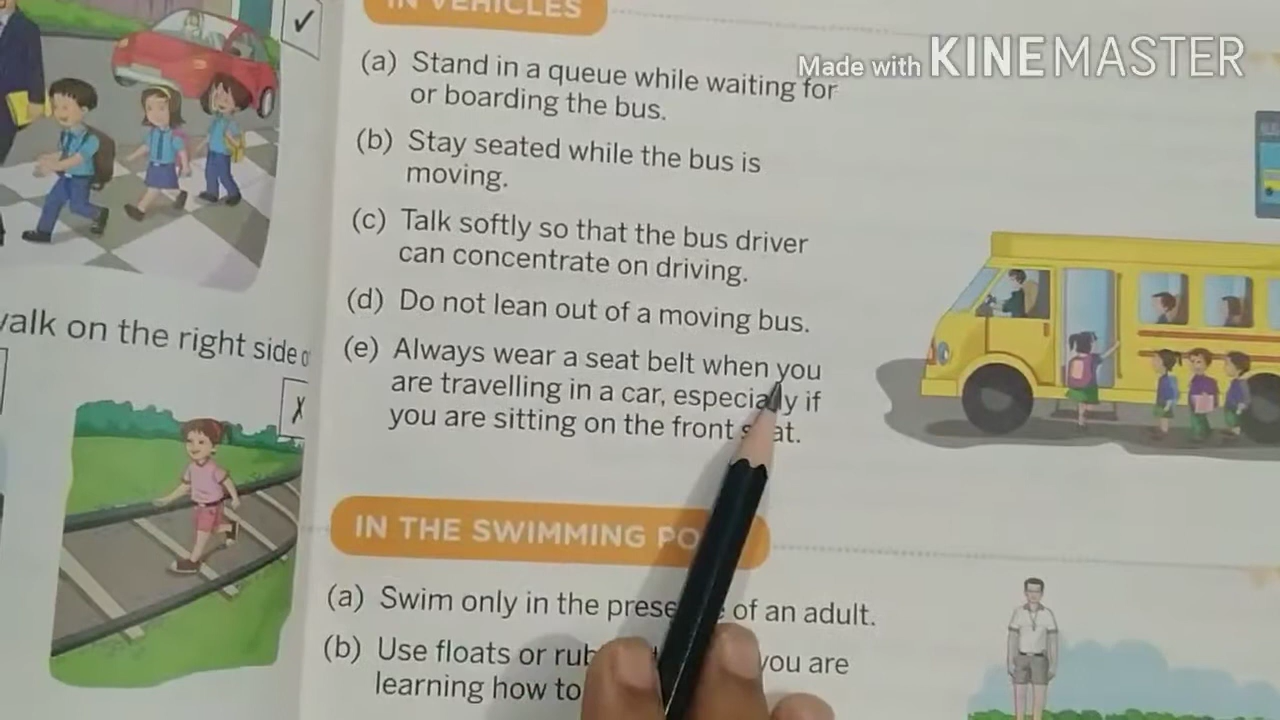 IN VEHICLES
Made with KINEMASTER
(a) Stand in a queue while waiting for
or boarding the bus.
(b) Stay seated while the bus is
moving.
(c) Talk softly so that the bus driver
can concentrate on driving.
(d) Do not lean out of a moving bus.
(e) Always wear a seat belt when you
are travelling in a car, especially if
you are sitting on the front seat.
walk on the right side
IN THE SWIMMING
(a) Swim only in the of an adult.
(b) Use floats or you are
learning how to